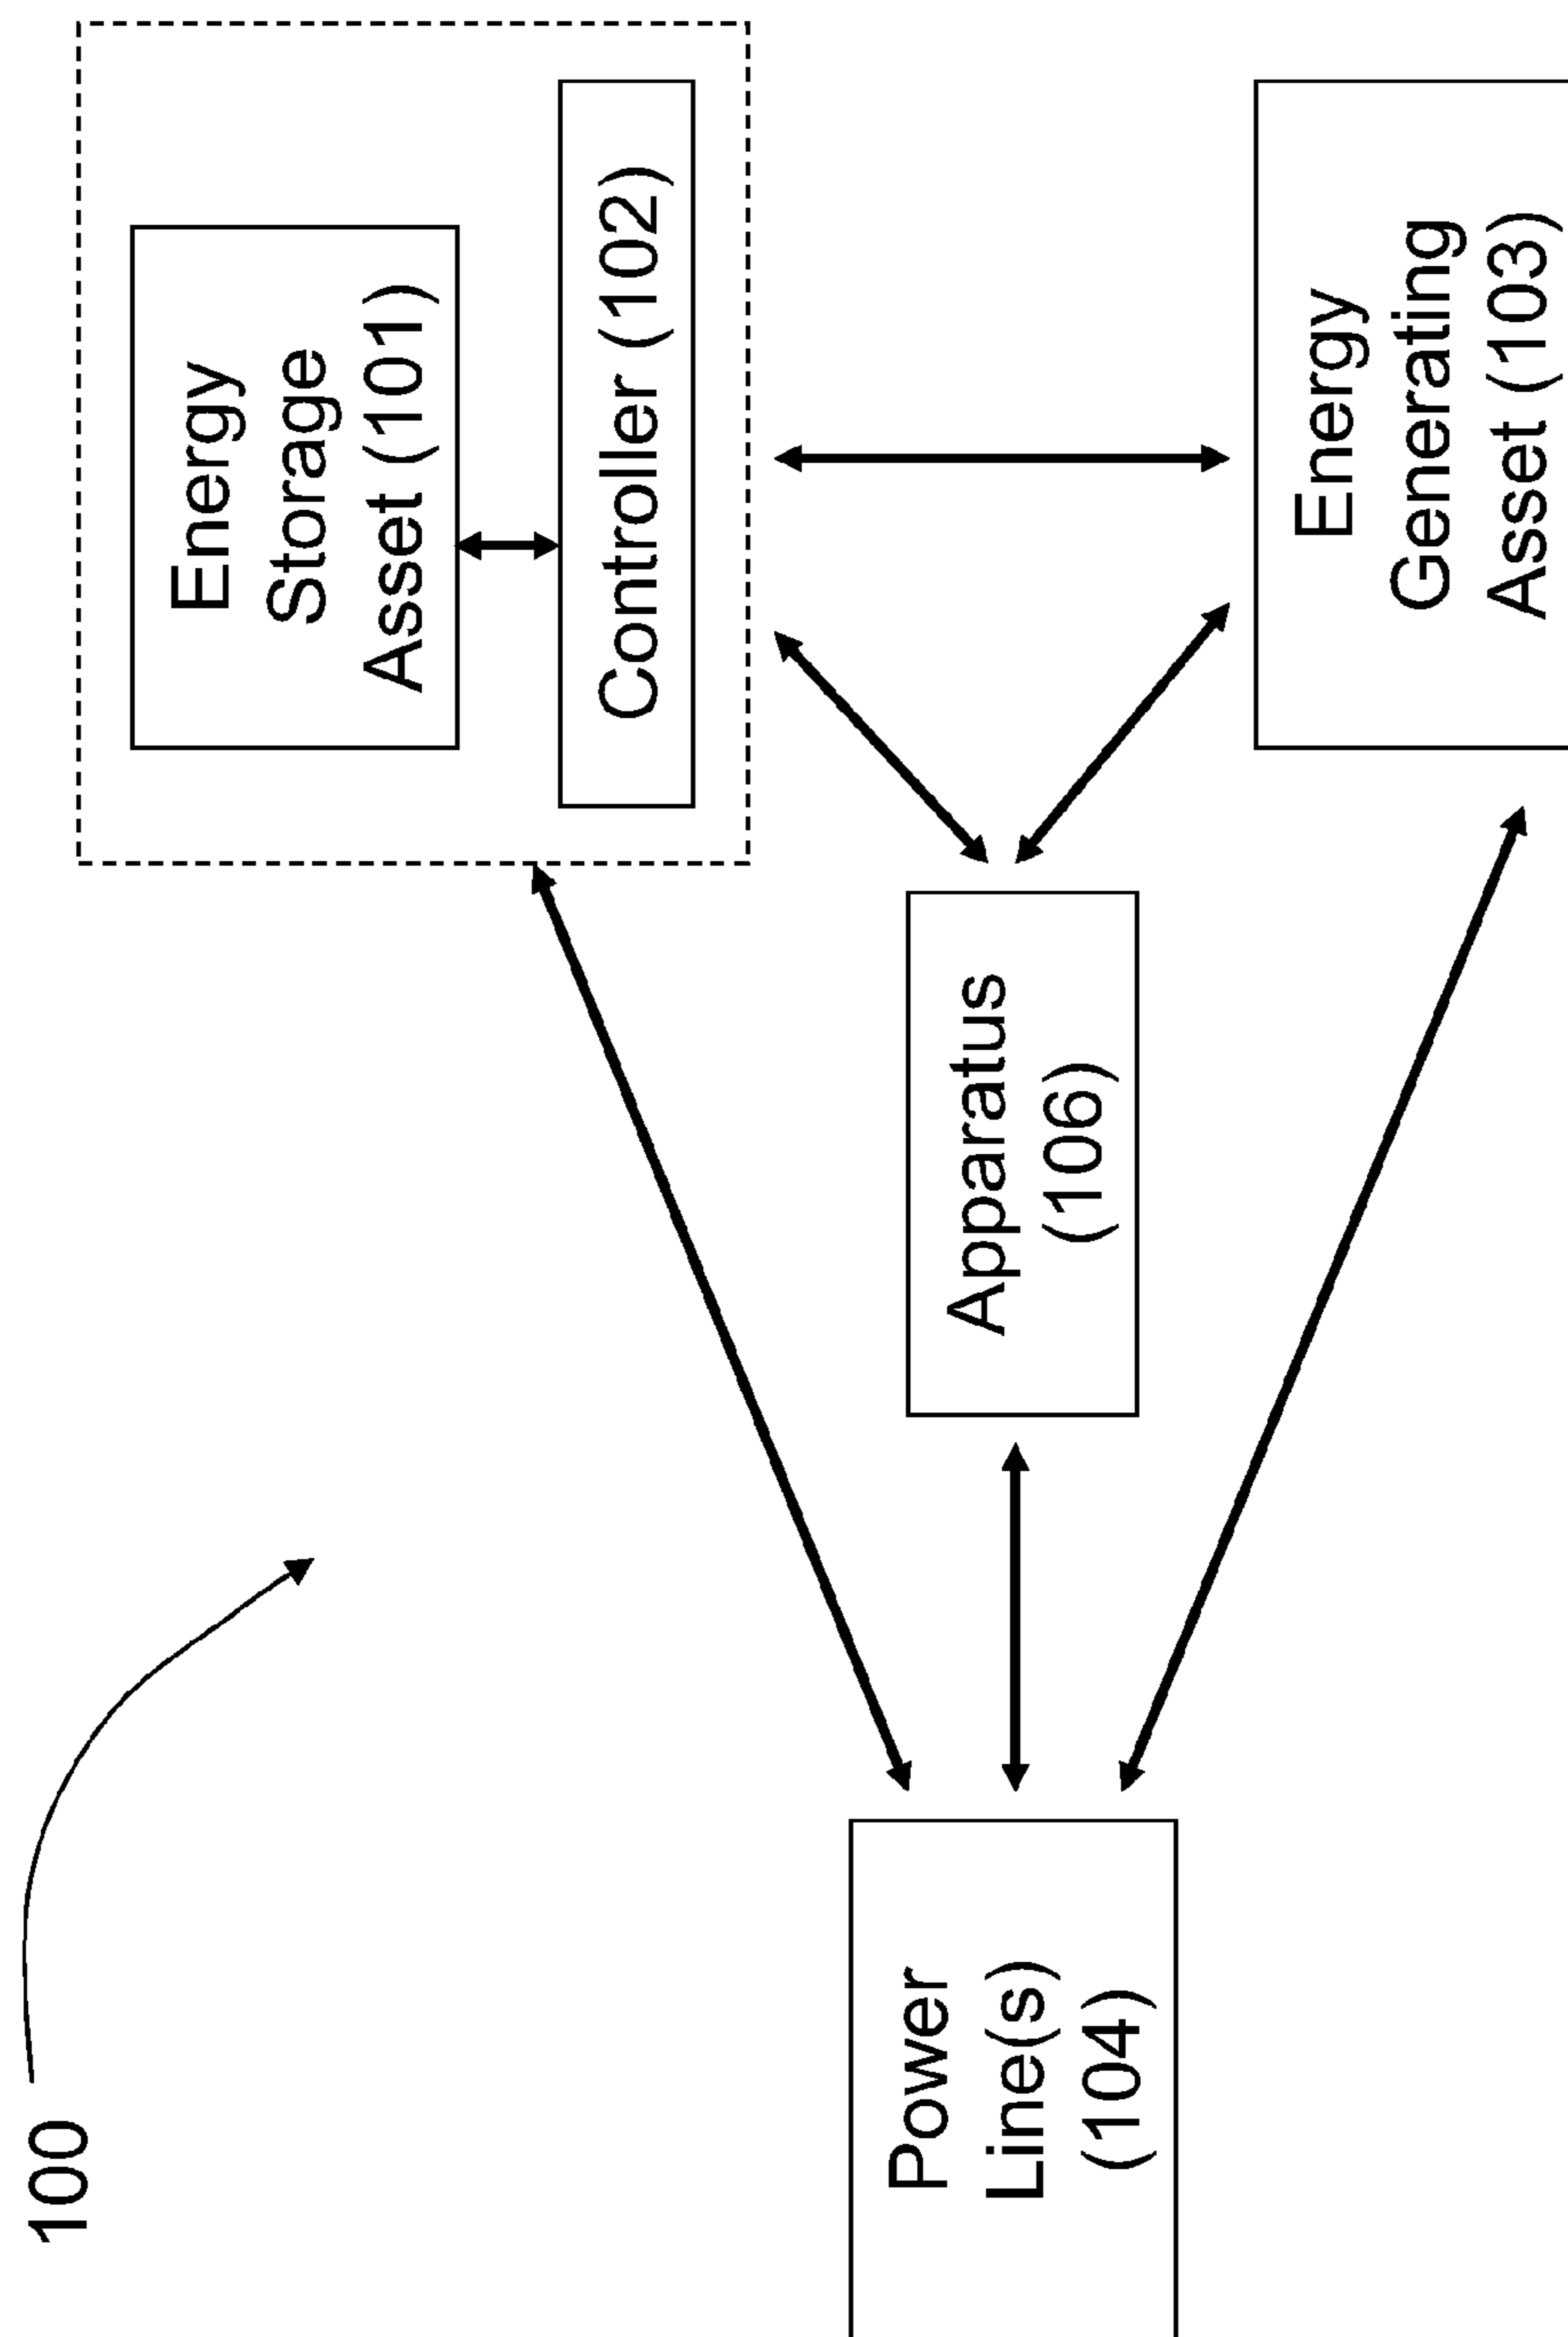 100
Energy
Storage
Asset (101)
Controller (102)
Apparatus
(106)
Power
Line(s)
(104)
Energy
Generating
Asset (103)